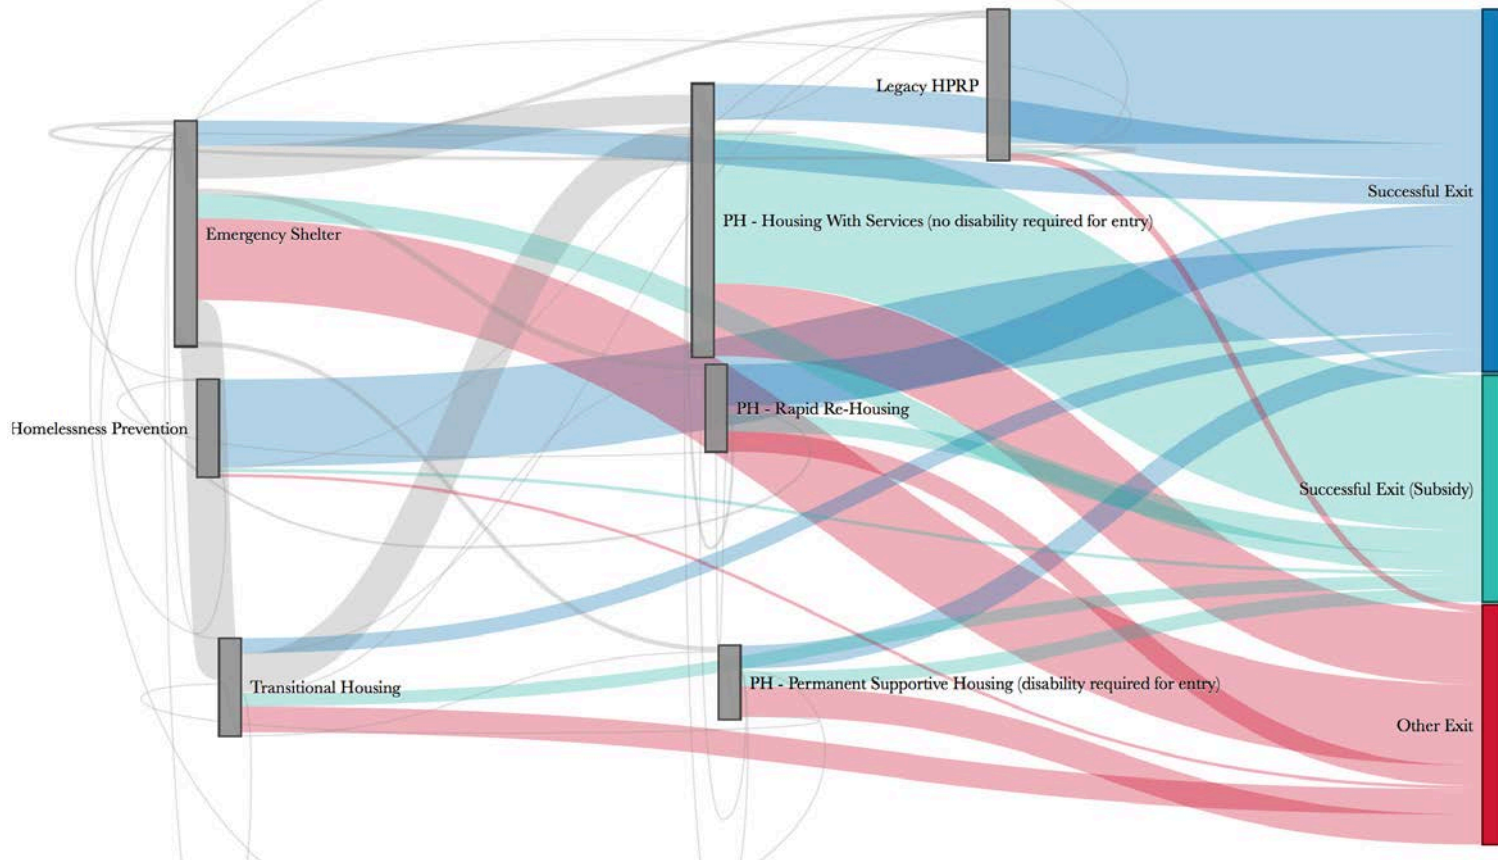 Legacy HPRP
Successful Exit
PH - Housing With Services (no disability required for entry)
Emergency Shelter
PH - Rapid Re-Housing
Homelessness Prevention
Successful Exit (Subsidy)
PH - Permanent Supportive Housing (disability required for entry)
Transitional Housing
Other Exit